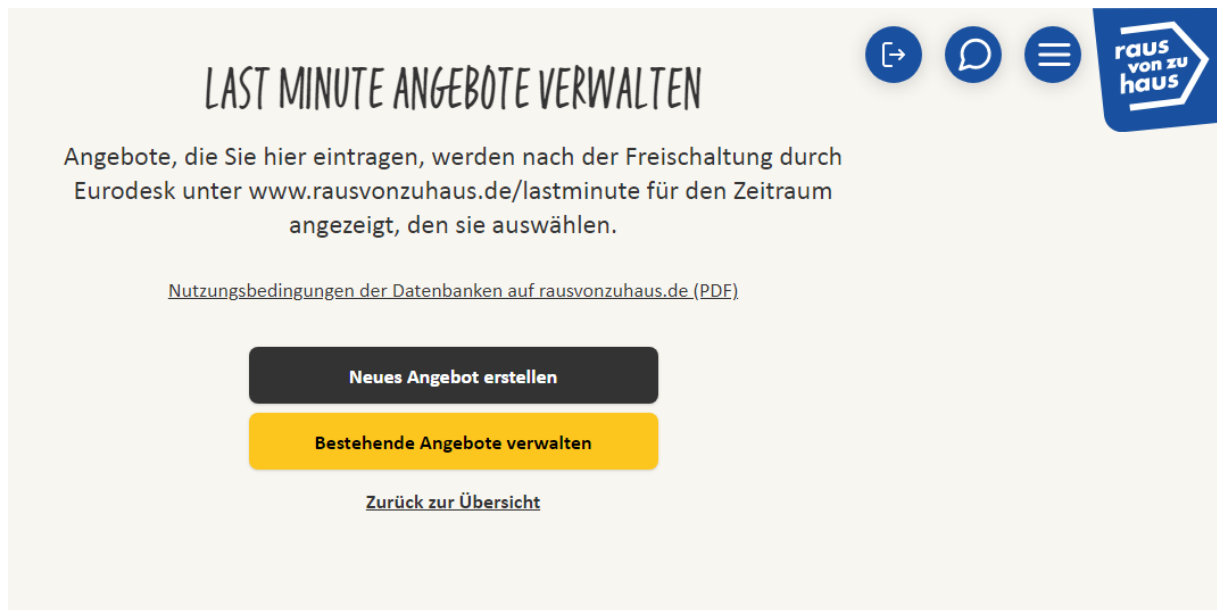 LAST MINUTE ANGEBOTE VERWALTEN
raus
von zu
haus
Angebote, die Sie hier eintragen, werden nach der Freischaltung durch
Eurodesk unter www.rausvonzuhaus.de/lastminute für den Zeitraum
angezeigt, den sie auswählen.
Nutzungsbedingungen der Datenbanken auf rausvonzuhaus.de (PDF)
Neues Angebot erstellen
Bestehende Angebote verwalten
Zurück zur Übersicht